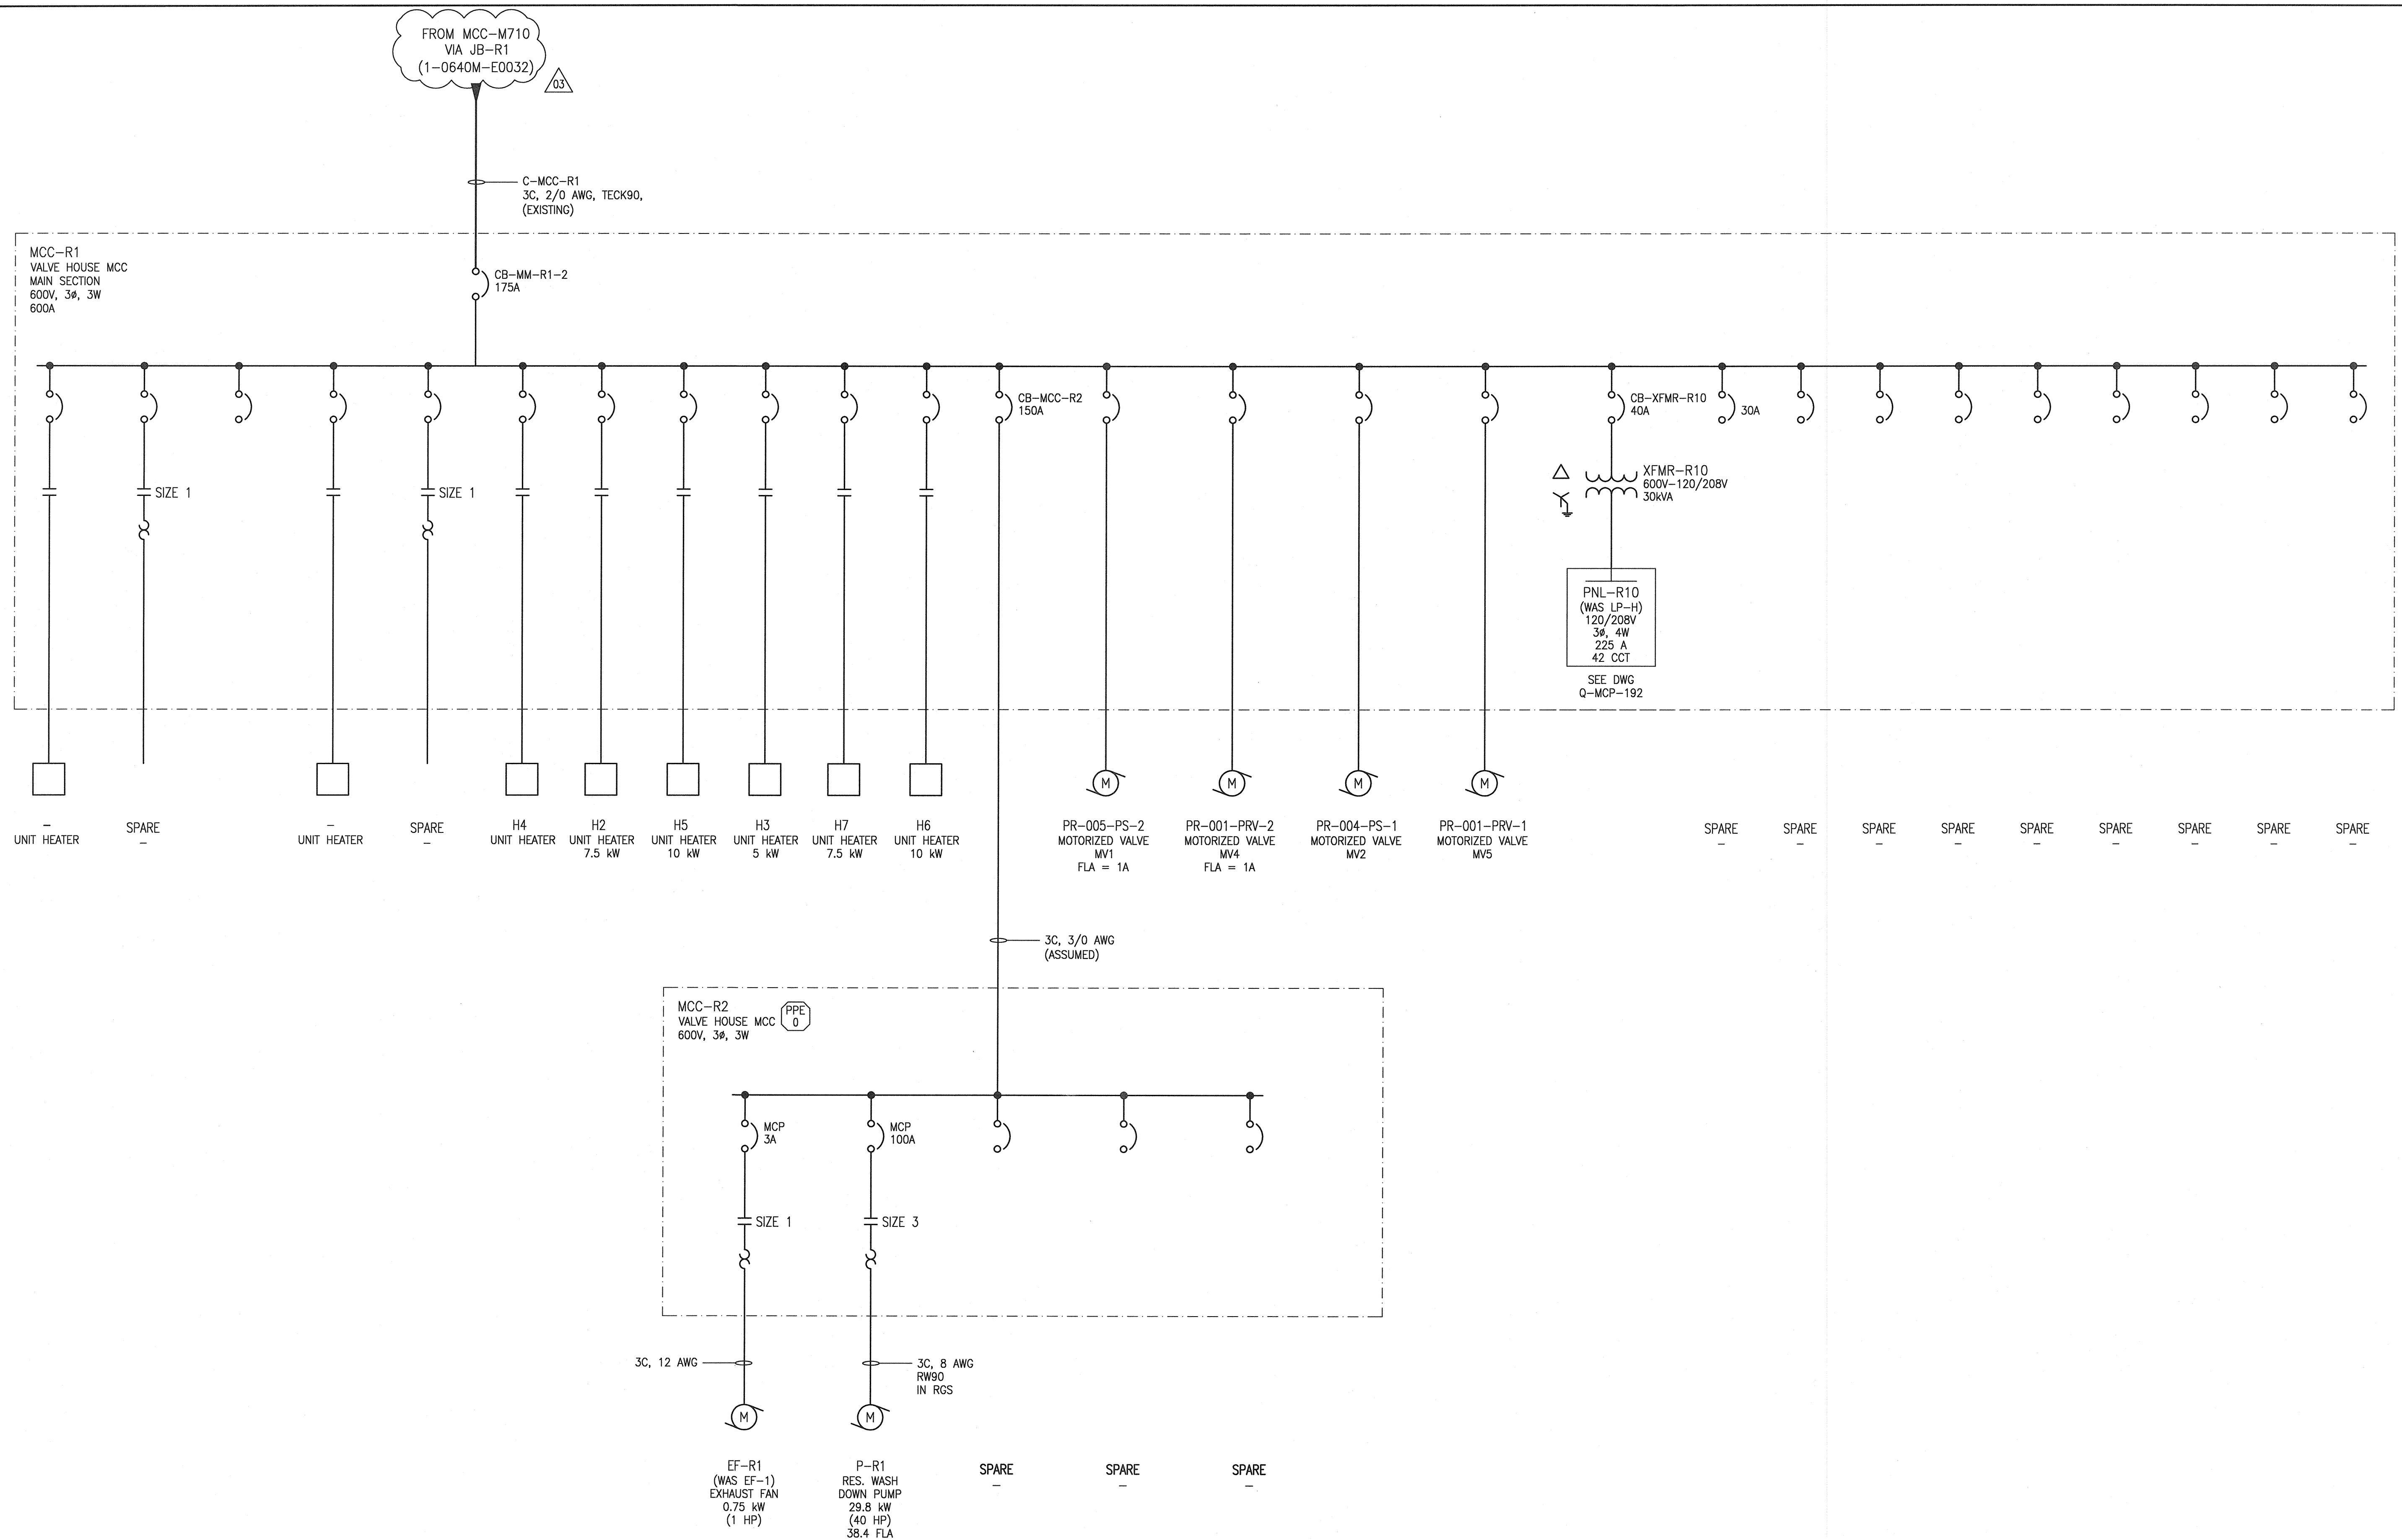 FROM MCC-M710
VIA JB-R1
(1-0640M-E0032)
03
C-MCC-R1
3C, 2/0 AWG, TECK90,
(EXISTING)
MCC-R1
VALVE HOUSE MCC
MAIN SECTION
600V, 3ø, 3W
600A
CB-MM-R1-2
175A
CB-MCC-R2
150A
CB-XFMR-R10
40A
30A
SIZE 1
SIZE 1
XFMR-R10
600V-120/208V
30kVA
PNL-R10
(WAS LP-H)
120/208V
3ø, 4W
225 A
42 CCT
SEE DWG
Q-MCP-192
M
M
M
M
-
UNIT HEATER
SPARE
-
-
UNIT HEATER
SPARE
-
H4
UNIT HEATER
H2
UNIT HEATER
7.5 kW
H5
UNIT HEATER
10 kW
H3
UNIT HEATER
5 kW
H7
UNIT HEATER
7.5 kW
H6
UNIT HEATER
10 kW
PR-005-PS-2
MOTORIZED VALVE
MV1
FLA = 1A
PR-001-PRV-2
MOTORIZED VALVE
MV4
FLA = 1A
PR-004-PS-1
MOTORIZED VALVE
MV2
PR-001-PRV-1
MOTORIZED VALVE
MV5
SPARE
-
SPARE
-
SPARE
-
SPARE
-
SPARE
-
SPARE
-
SPARE
-
SPARE
-
SPARE
-
3C, 3/0 AWG
(ASSUMED)
MCC-R2
VALVE HOUSE MCC
600V, 3ø, 3W
PPE
0
MCP
3A
MCP
100A
SIZE 1
SIZE 3
3C, 12 AWG
3C, 8 AWG
RW90
IN RGS
M
M
EF-R1
(WAS EF-1)
EXHAUST FAN
0.75 kW
(1 HP)
P-R1
RES. WASH
DOWN PUMP
29.8 kW
(40 HP)
38.4 FLA
SPARE
-
SPARE
-
SPARE
-